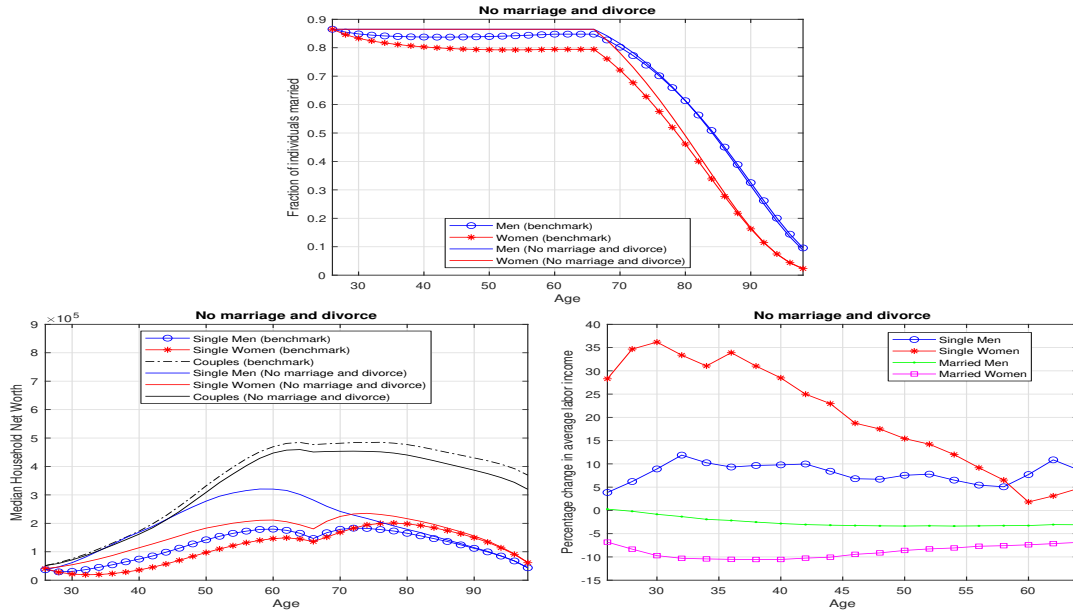 No marriage and divorce
Fraction of individuals married
0.9
0.8
0.7
0.6
0.5
0.4
0.3
0.2
0.1
0
Men (benchmark)
Women (benchmark)
Men (No marriage and divorce)
Women (No marriage and divorce)
30 40 50 60 70 80 90
Age
No marriage and divorce
×10⁵
Median Household Net Worth
9
8
7
6
5
4
3
2
1
0
Single Men (benchmark)
Single Women (benchmark)
Couples (benchmark)
Single Men (No marriage and divorce)
Single Women (No marriage and divorce)
Couples (No marriage and divorce)
30 40 50 60 70 80 90
Age
No marriage and divorce
Percentage change in average labor income
40
35
30
25
20
15
10
5
0
-5
-10
-15
Single Men
Single Women
Married Men
Married Women
30 35 40 45 50 55 60
Age